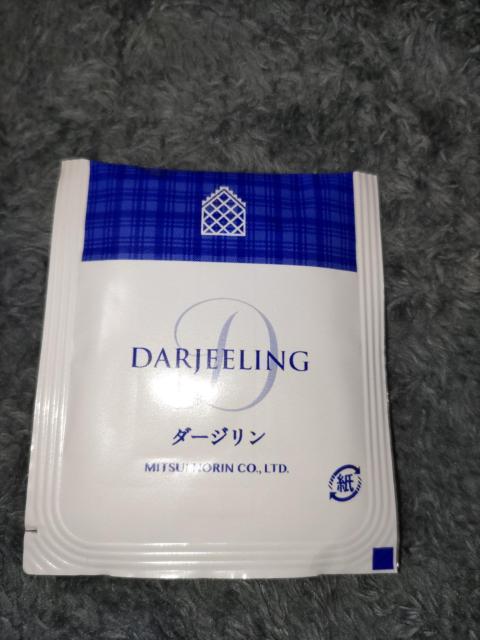 D
DARJEELING
ダージリン
MITSUI NORIN CO., LTD.
紙